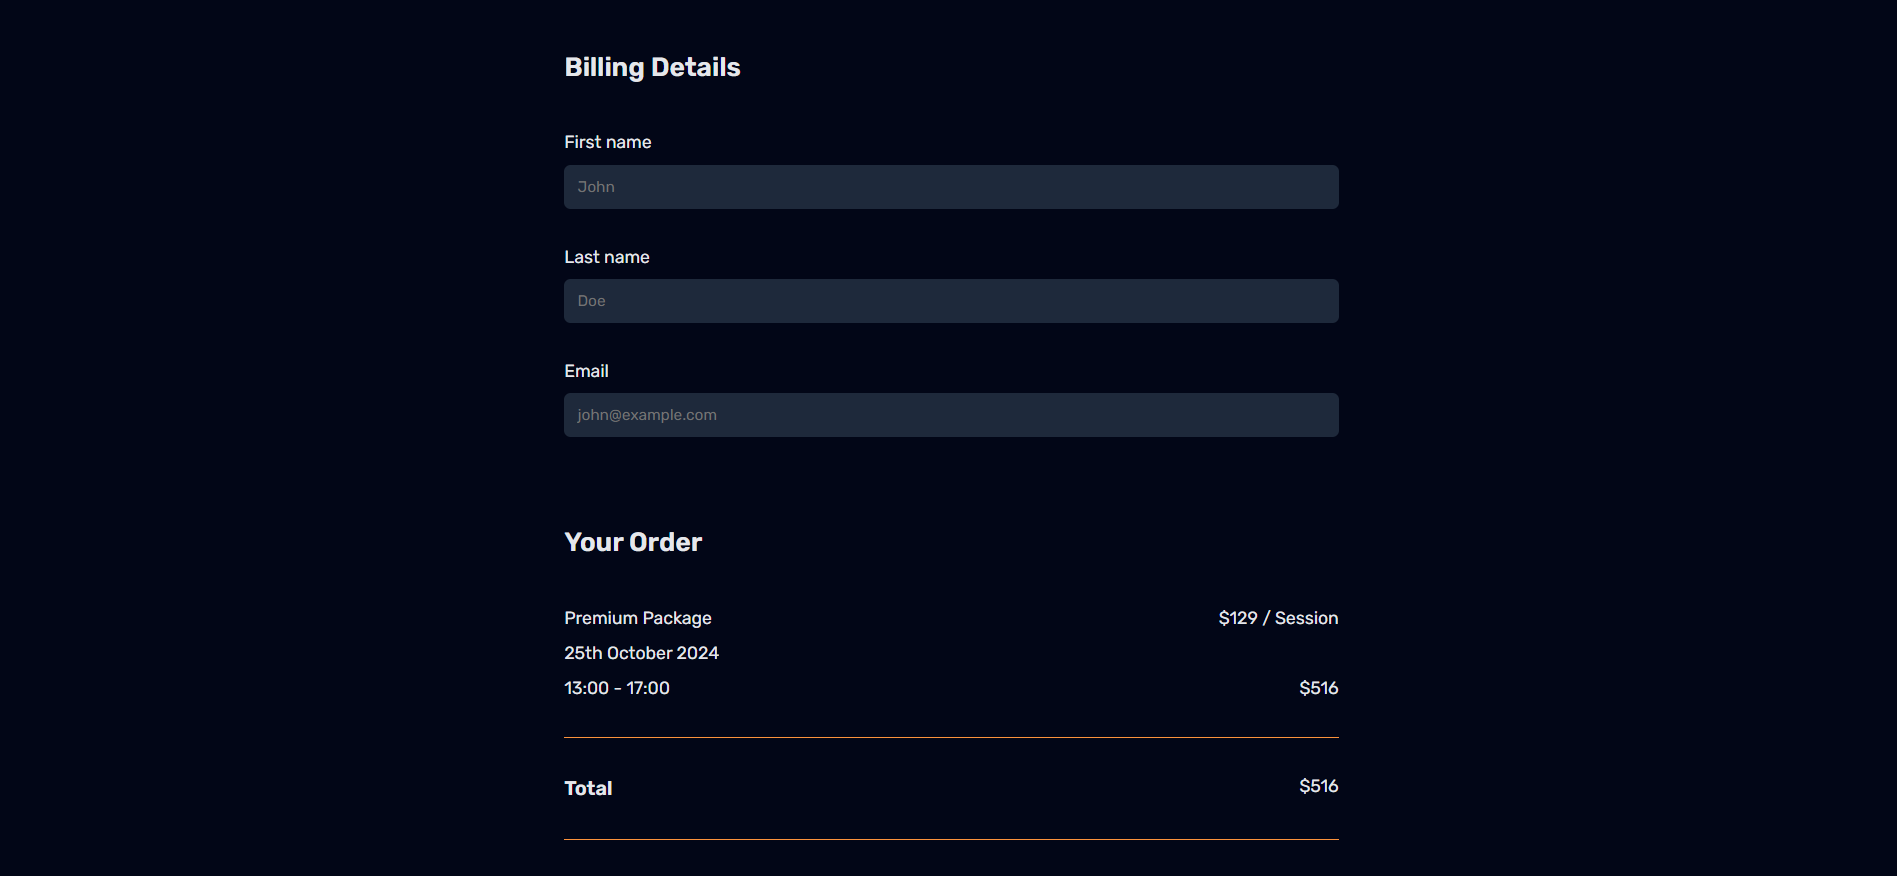 Billing Details
First name
John
Last name
Doe
Email
john@example.com
Your Order
Premium Package $129 / Session
25th October 2024
13:00 - 17:00 $516
Total $516